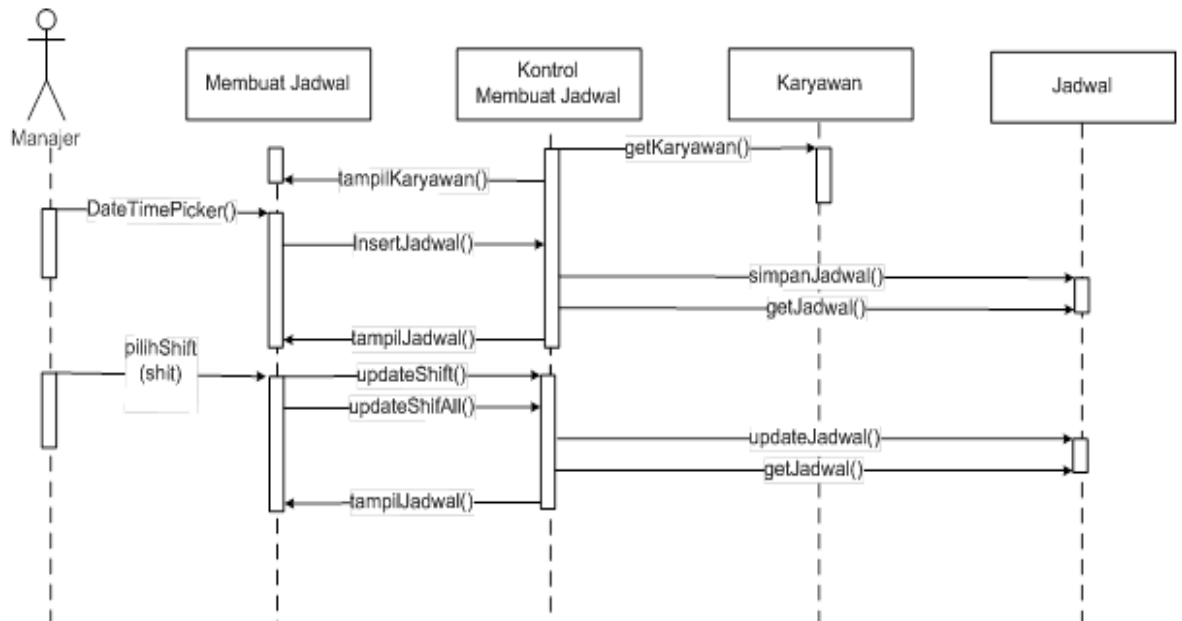 Manajer
Membuat Jadwal
Kontrol
Membuat Jadwal
Karyawan
Jadwal
getKaryawan()
tampilKaryawan()
DateTimePicker()
InsertJadwal()
simpanJadwal()
getJadwal()
tampilJadwal()
pilihShift
(shit)
updateShift()
updateShifAll()
updateJadwal()
getJadwal()
tampilJadwal()